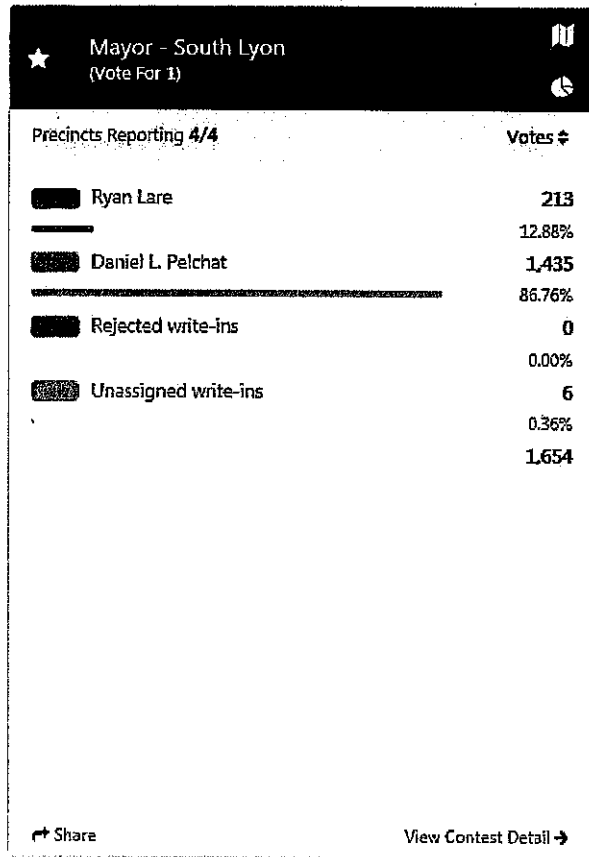 Mayor - South Lyon
(Vote For 1)
Precincts Reporting 4/4 Votes
Ryan Lare 213
12.88%
Daniel L. Pelchat 1,435
86.76%
Rejected write-ins 0
0.00%
Unassigned write-ins 6
0.36%
1,654
Share View Contest Detail